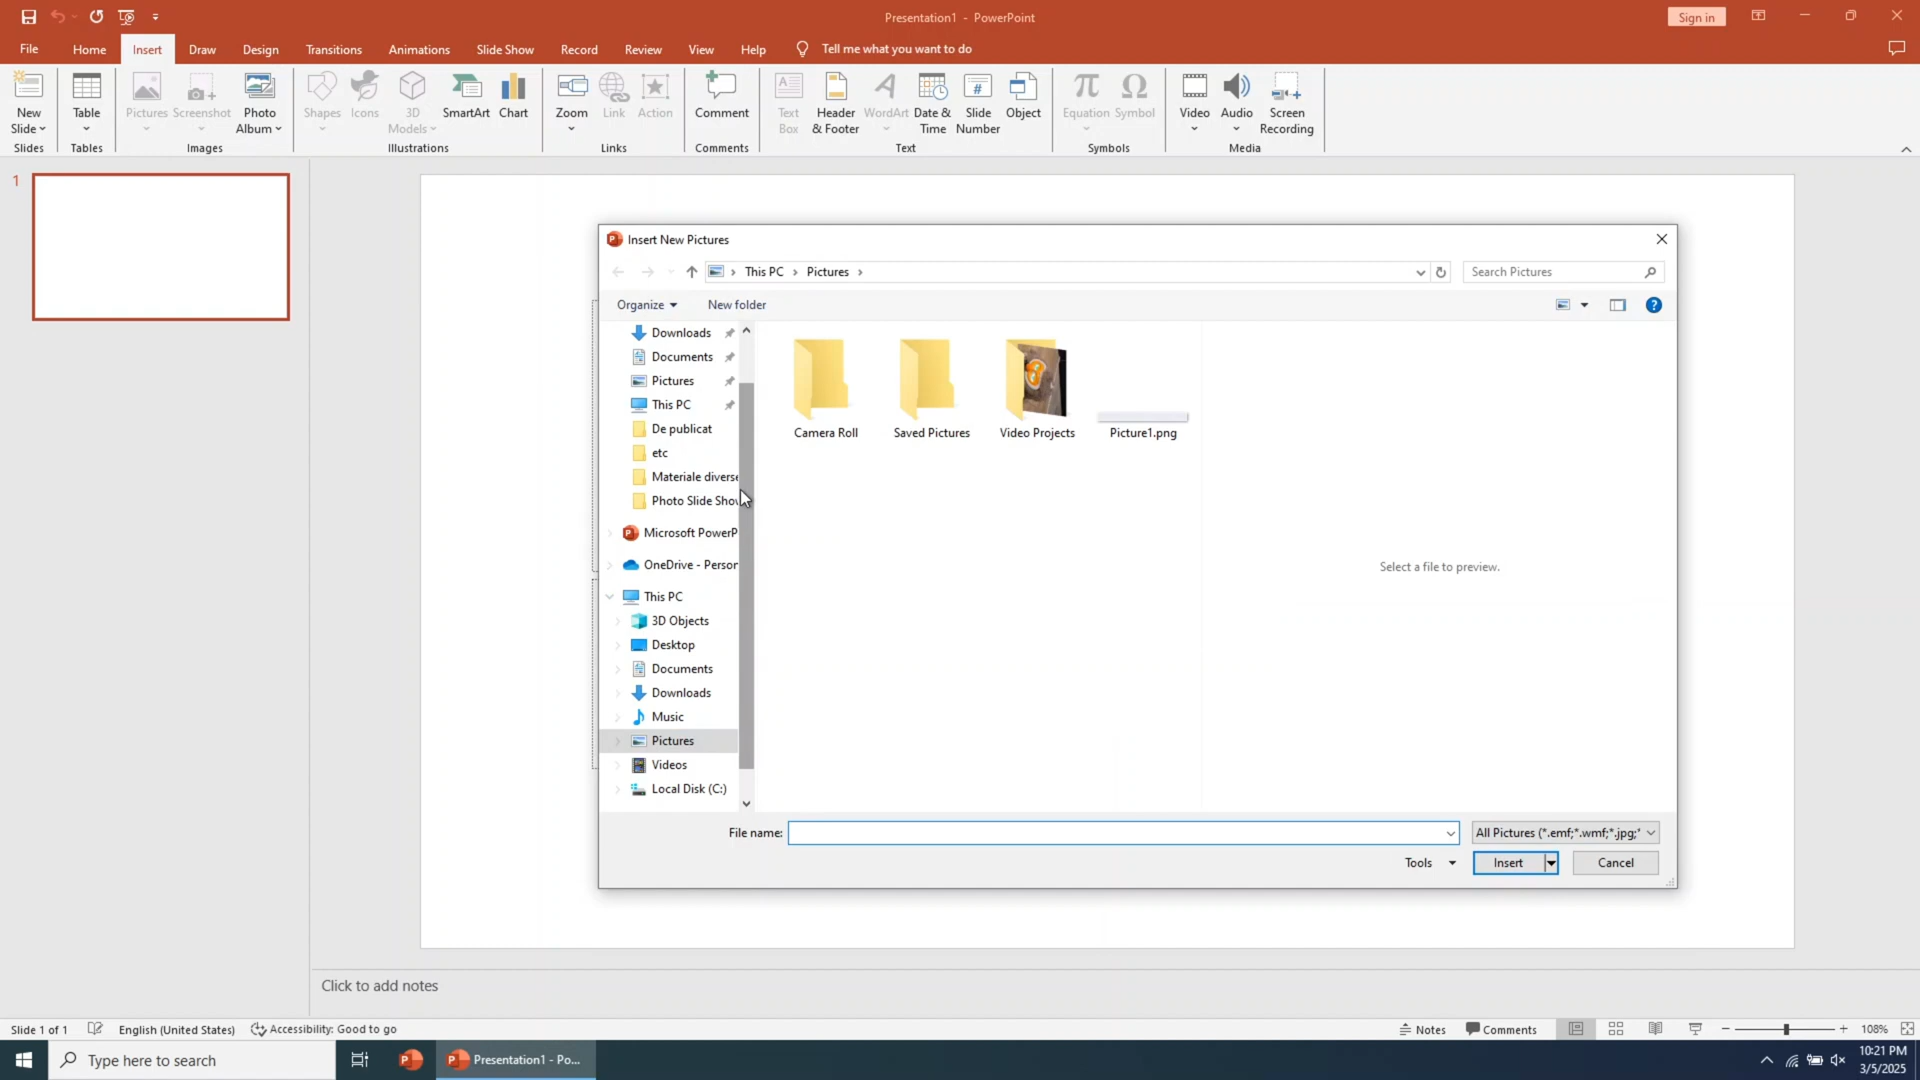 Presentation1 - PowerPoint
Sign in
File Home Insert Draw Design Transitions Animations Slide Show Record Review View Help Tell me what you want to do
New Slide
Table
Pictures
Screenshot
Photo Album
Shapes
Icons
3D Models
SmartArt
Chart
Zoom
Link
Action
Comment
Text Box
Header & Footer
WordArt
Date & Time
Slide Number
Object
Equation
Symbol
Video
Audio
Screen Recording
Slides Tables Images Illustrations Links Comments Text Symbols Media
1
Insert New Pictures
This PC > Pictures >
Search Pictures
Organize
New folder
Downloads
Documents
Pictures
This PC
De publicat
etc
Materiale diverse
Photo Slide Show
Microsoft PowerP
OneDrive - Person
This PC
3D Objects
Desktop
Documents
Downloads
Music
Pictures
Videos
Local Disk (C:)
Camera Roll
Saved Pictures
Video Projects
Picture1.png
Select a file to preview.
File name:
All Pictures (*.emf;*.wmf;*.jpg;*
Tools
Insert
Cancel
Click to add notes
Slide 1 of 1
English (United States)
Accessibility: Good to go
Notes
Comments
108%
Type here to search
Presentation1 - Po...
10:21 PM
3/5/2025